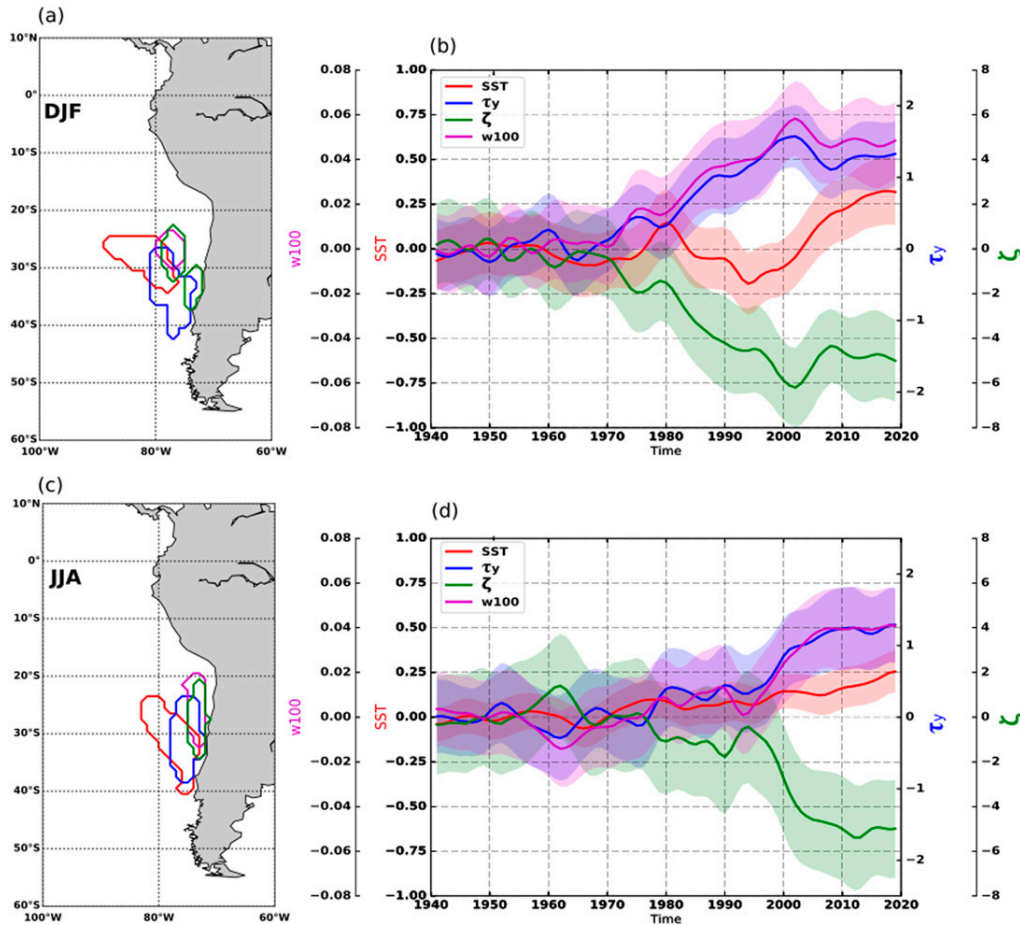 (a)
10°N
0°
10°S
20°S
30°S
40°S
50°S
60°S
100°W 80°W 60°W
DJF
(b)
w100
0.08
0.06
0.04
0.02
0.00
−0.02
−0.04
−0.06
−0.08
SST
1.00
0.75
0.50
0.25
0.00
−0.25
−0.50
−0.75
−1.00
SST
τy
ζ
w100
1940 1950 1960 1970 1980 1990 2000 2010 2020
Time
2
1
0
−1
−2
τy
8
6
4
2
0
−2
−4
−6
−8
ζ
(c)
10°N
0°
10°S
20°S
30°S
40°S
50°S
60°S
100°W 80°W 60°W
JJA
(d)
w100
0.08
0.06
0.04
0.02
0.00
−0.02
−0.04
−0.06
−0.08
SST
1.00
0.75
0.50
0.25
0.00
−0.25
−0.50
−0.75
−1.00
SST
τy
ζ
w100
1940 1950 1960 1970 1980 1990 2000 2010 2020
Time
2
1
0
−1
−2
τy
8
6
4
2
0
−2
−4
−6
−8
ζ